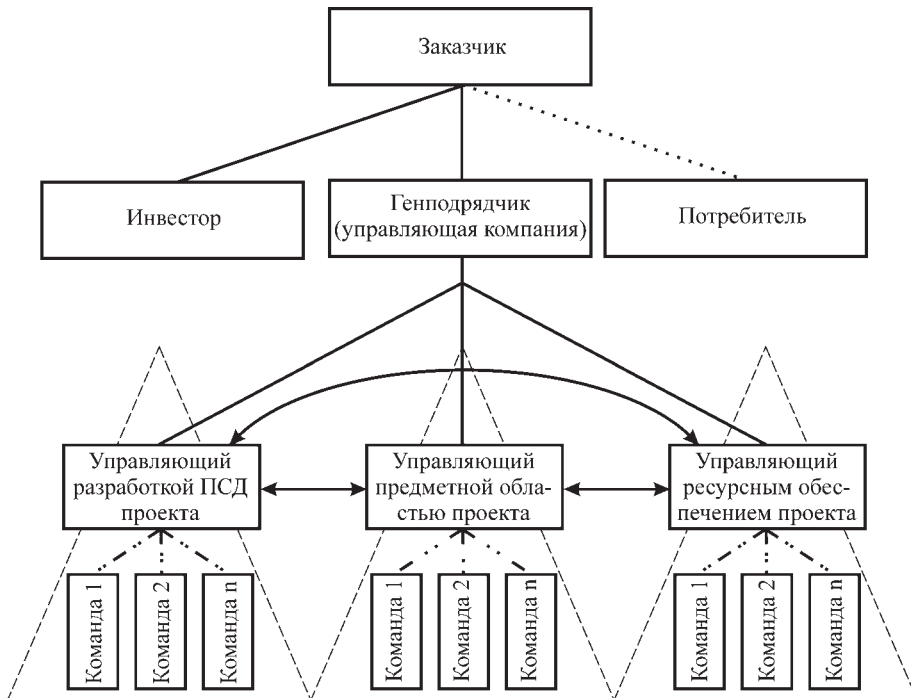 Заказчик
Инвестор
Генподрядчик
(управляющая компания)
Потребитель
Управляющий
разработкой ПСД
проекта
Управляющий
предметной обла-
стью проекта
Управляющий
ресурсным обес-
печением проекта
Команда 1
Команда 2
Команда n
Команда 1
Команда 2
Команда n
Команда 1
Команда 2
Команда n